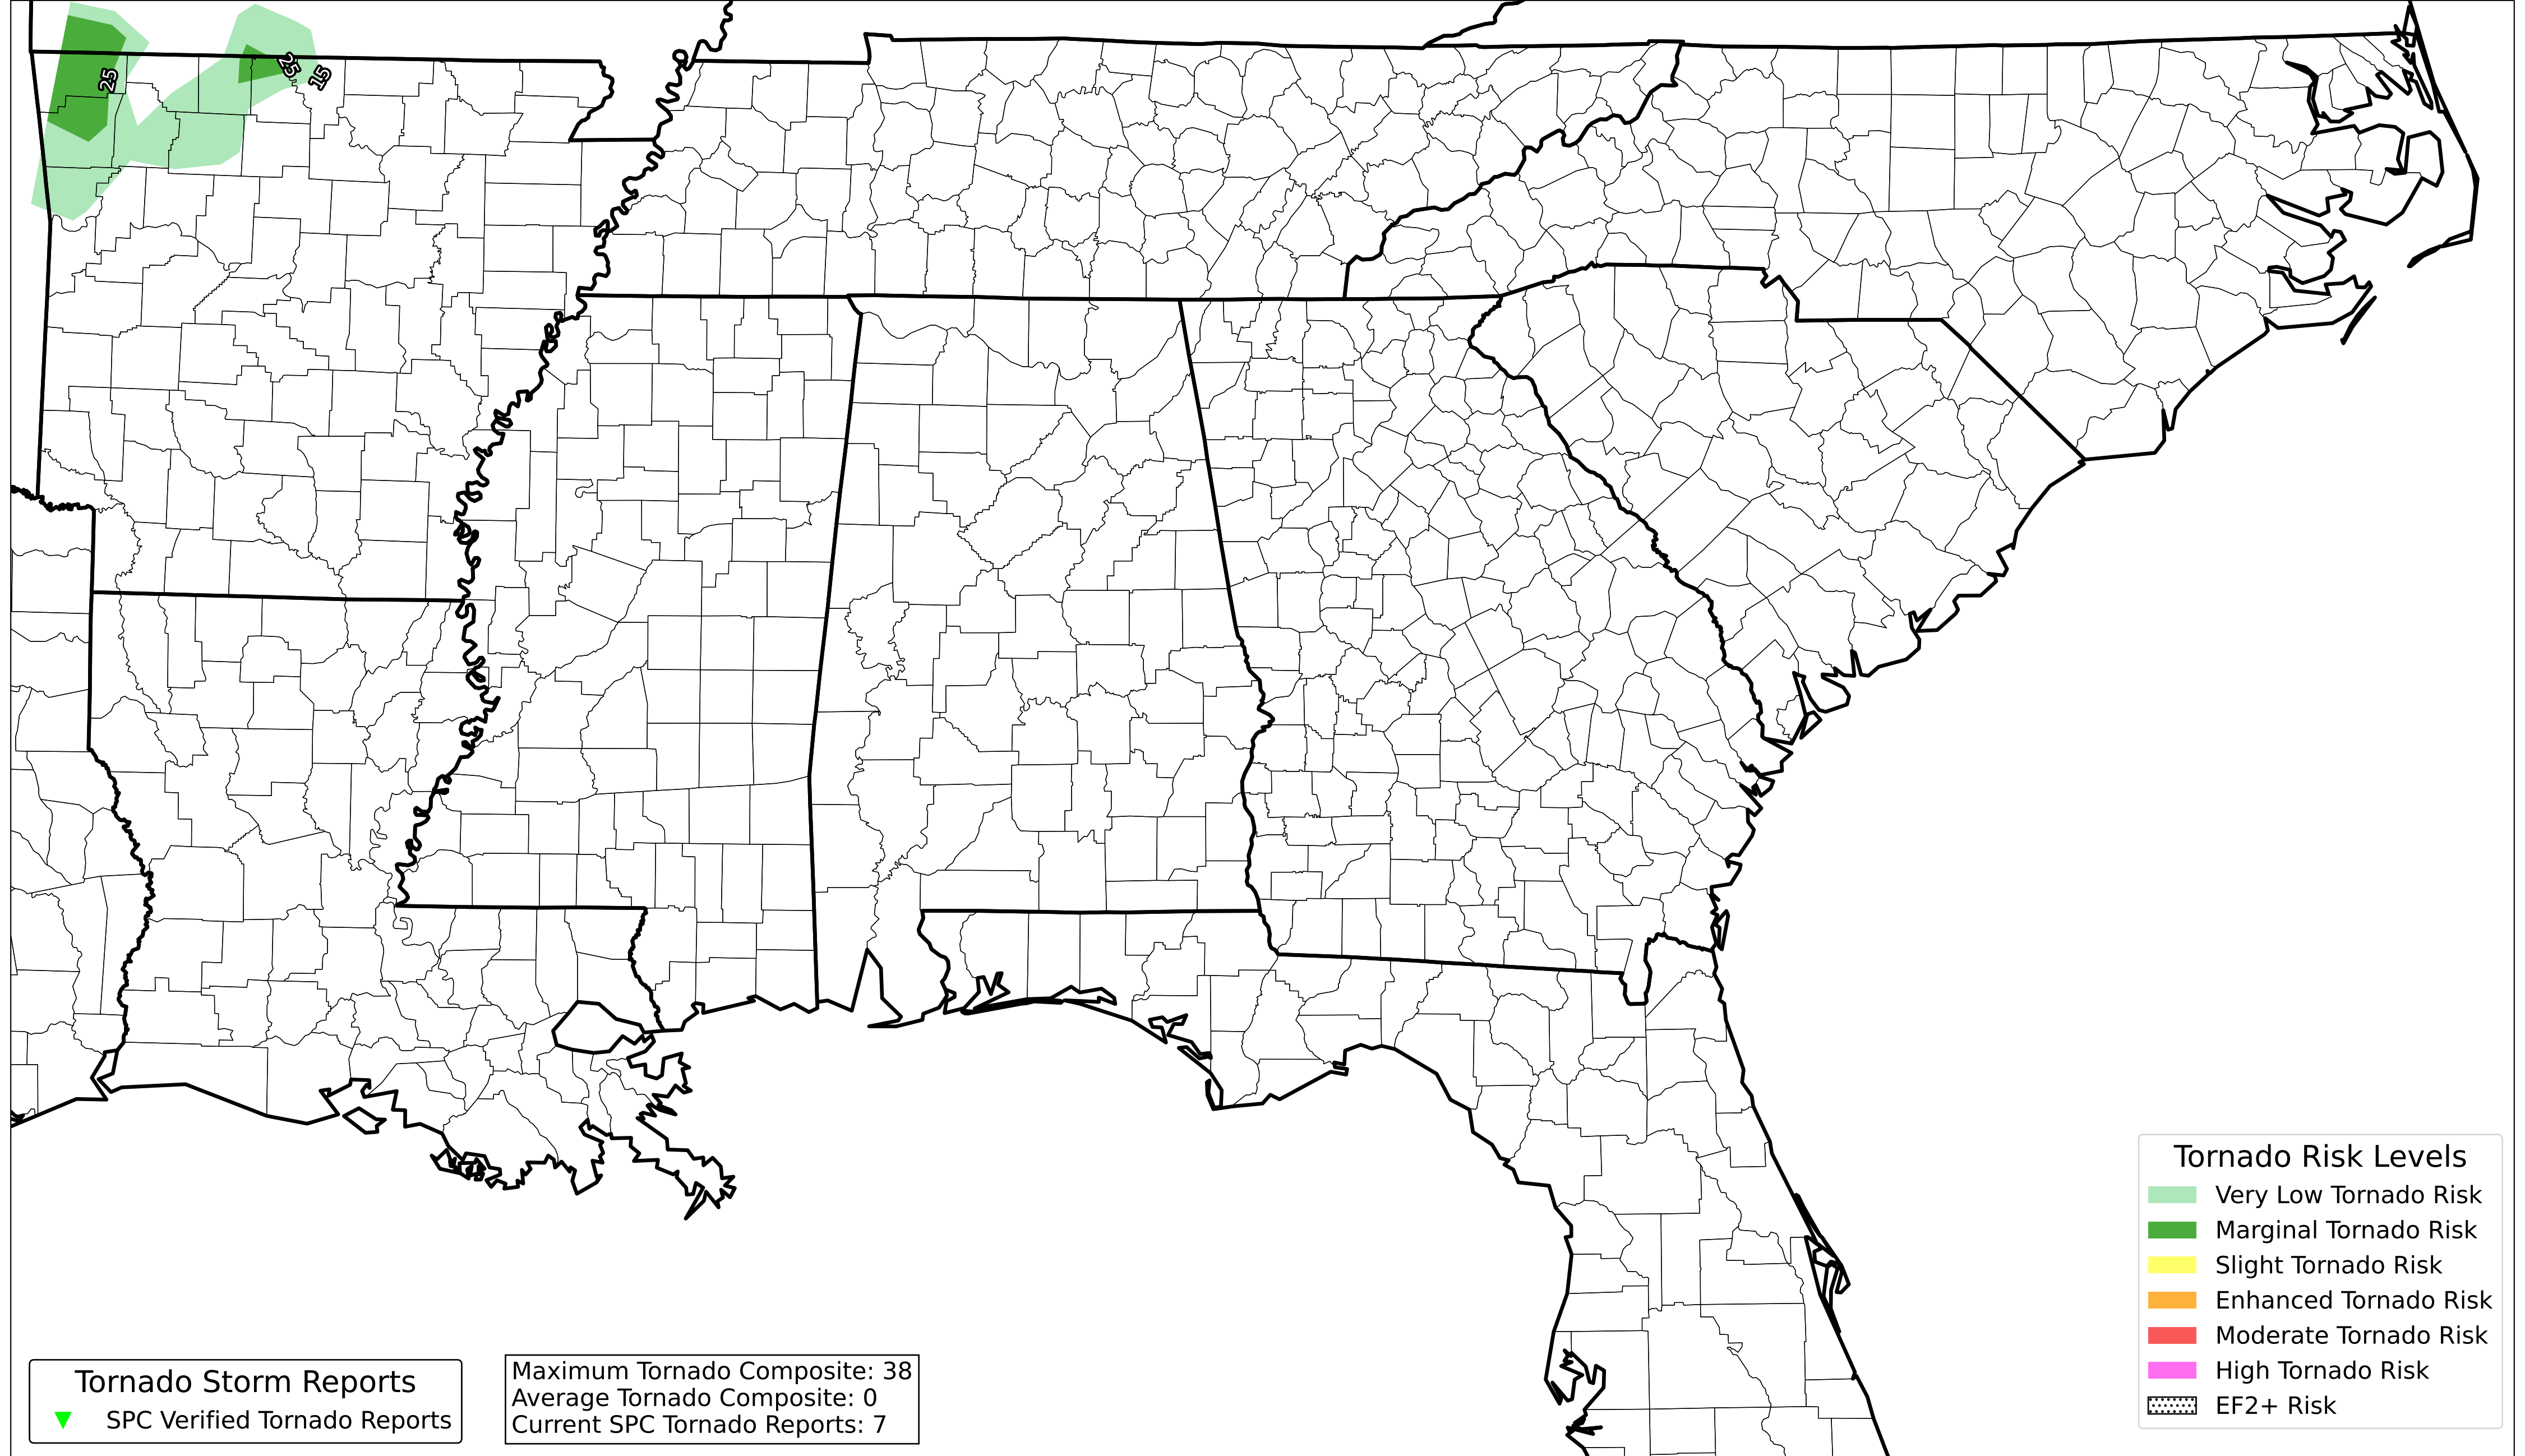 25
25
15
Tornado Risk Levels
Very Low Tornado Risk
Marginal Tornado Risk
Slight Tornado Risk
Enhanced Tornado Risk
Moderate Tornado Risk
High Tornado Risk
EF2+ Risk
Tornado Storm Reports
SPC Verified Tornado Reports
Maximum Tornado Composite: 38
Average Tornado Composite: 0
Current SPC Tornado Reports: 7